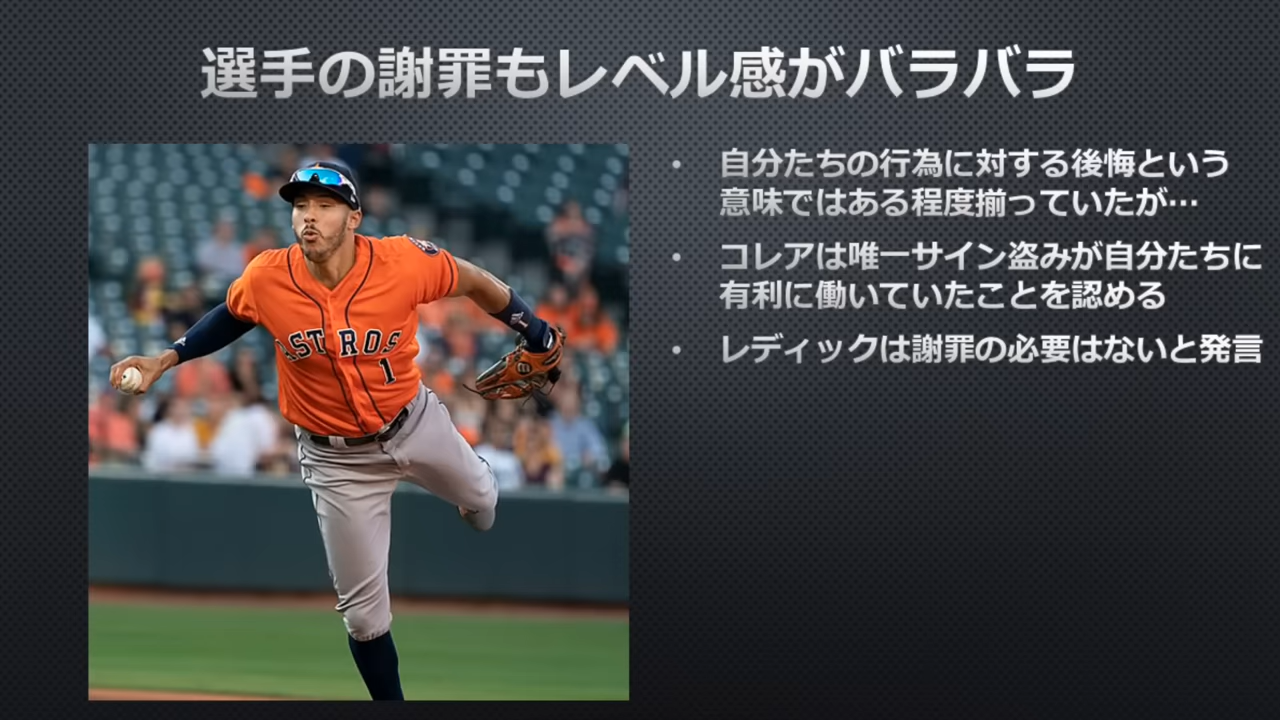 選手の謝罪もレベル感がバラバラ
・ 自分たちの行為に対する後悔という
意味ではある程度揃っていたが…
・ コレアは唯一サイン盗みが自分たちに
有利に働いていたことを認める
・ レディックは謝罪の必要はないと発言
ASTROS
1